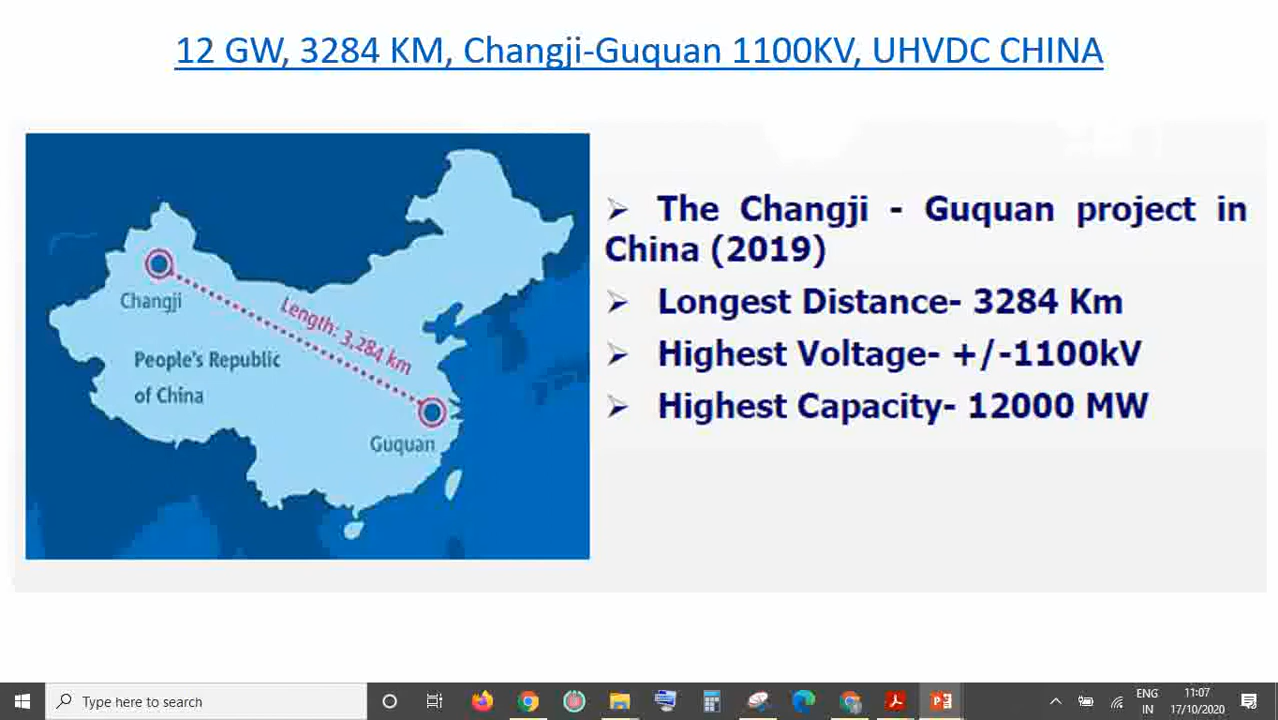 12 GW, 3284 KM, Changji-Guquan 1100KV, UHVDC CHINA
Changji
Length: 3,284 km
People's Republic
of China
Guquan
➢ The Changji - Guquan project in
China (2019)
➢ Longest Distance- 3284 Km
➢ Highest Voltage- +/-1100kV
➢ Highest Capacity- 12000 MW
Type here to search
ENG
IN
11:07
17/10/2020